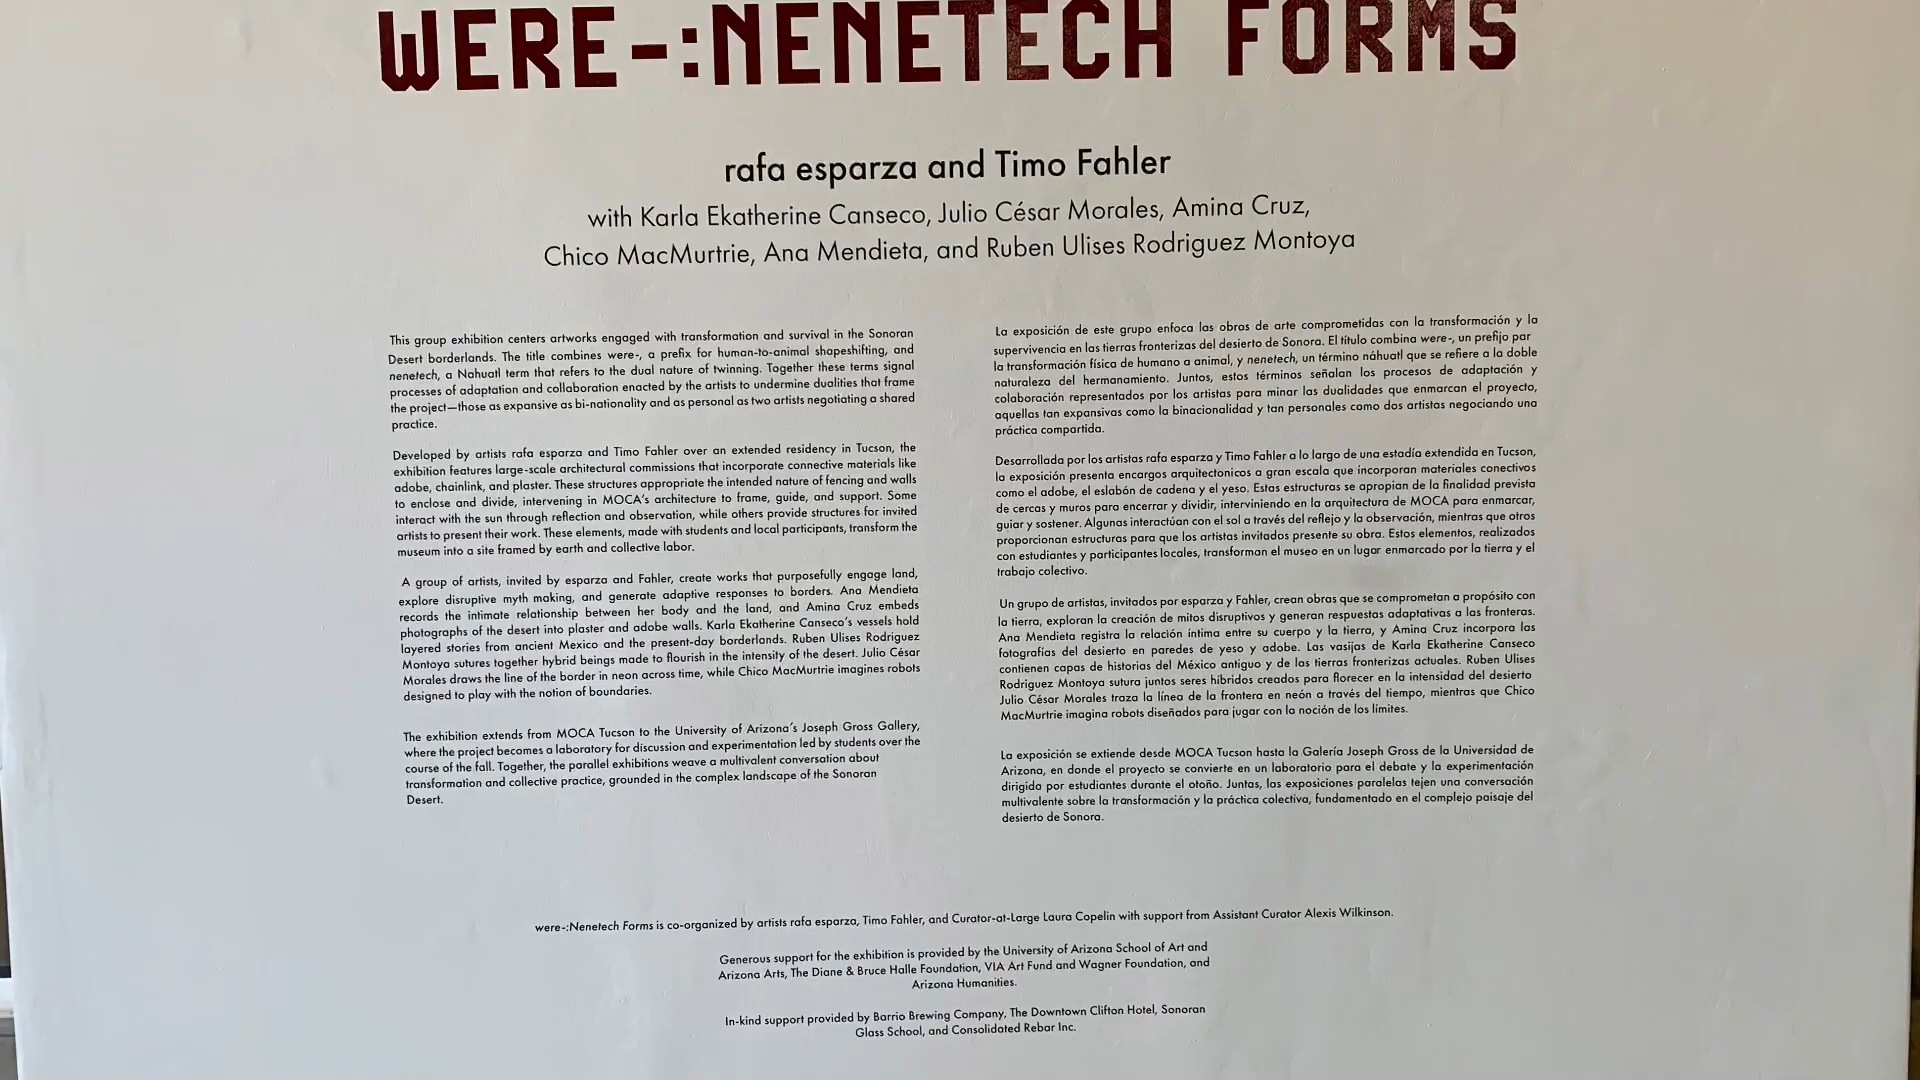 WERE-:NENETECH FORMS
rafa esparza and Timo Fahler
with Karla Ekatherine Canseco, Julio César Morales, Amina Cruz,
Chico MacMurtrie, Ana Mendieta, and Ruben Ulises Rodriguez Montoya
This group exhibition centers artworks engaged with transformation and survival in the Sonoran
Desert borderlands. The title combines were-, a prefix for human-to-animal shapeshifting, and
nenetech, a Nahuatl term that refers to the dual nature of twinning. Together these terms signal
processes of adaptation and collaboration enacted by the artists to undermine dualities that frame
the project—those as expansive as bi-nationality and as personal as two artists negotiating a shared
practice.
Developed by artists rafa esparza and Timo Fahler over an extended residency in Tucson, the
exhibition features large-scale architectural commissions that incorporate connective materials like
adobe, chainlink, and plaster. These structures appropriate the intended nature of fencing and walls
to enclose and divide, intervening in MOCA's architecture to frame, guide, and support. Some
interact with the sun through reflection and observation, while others provide structures for invited
artists to present their work. These elements, made with students and local participants, transform the
museum into a site framed by earth and collective labor.
A group of artists, invited by esparza and Fahler, create works that purposefully engage land,
explore disruptive myth making, and generate adaptive responses to borders. Ana Mendieta
records the intimate relationship between her body and the land, and Amina Cruz embeds
photographs of the desert into plaster and adobe walls. Karla Ekatherine Canseco's vessels hold
layered stories from ancient Mexico and the present-day borderlands. Ruben Ulises Rodriguez
Montoya sutures together hybrid beings made to flourish in the intensity of the desert. Julio César
Morales draws the line of the border in neon across time, while Chico MacMurtrie imagines robots
designed to play with the notion of boundaries.
The exhibition extends from MOCA Tucson to the University of Arizona's Joseph Gross Gallery,
where the project becomes a laboratory for discussion and experimentation led by students over the
course of the fall. Together, the parallel exhibitions weave a multivalent conversation about
transformation and collective practice, grounded in the complex landscape of the Sonoran
Desert.
La exposición de este grupo enfoca las obras de arte comprometidas con la transformación y la
supervivencia en las tierras fronterizas del desierto de Sonora. El título combina were-, un prefijo par
la transformación física de humano a animal, y nenetech, un término náhuatl que se refiere a la doble
naturaleza del hermanamiento. Juntos, estos términos señalan los procesos de adaptación y
colaboración representados por los artistas para minar las dualidades que enmarcan el proyecto,
aquellas tan expansivas como la binacionalidad y tan personales como dos artistas negociando una
práctica compartida.
Desarrollada por los artistas rafa esparza y Timo Fahler a lo largo de una estadía extendida en Tucson,
la exposición presenta encargos arquitectonicos a gran escala que incorporan materiales conectivos
como el adobe, el eslabón de cadena y el yeso. Estas estructuras se apropian de la finalidad prevista
de cercas y muros para encerrar y dividir, interviniendo en la arquitectura de MOCA para enmarcar,
guiar y sostener. Algunas interactúan con el sol a través del reflejo y la observación, mientras que otros
proporcionan estructuras para que los artistas invitados presente su obra. Estos elementos, realizados
con estudiantes y participantes locales, transforman el museo en un lugar enmarcado por la tierra y el
trabajo colectivo.
Un grupo de artistas, invitados por esparza y Fahler, crean obras que se comprometan a propósito con
la tierra, exploran la creación de mitos disruptivos y generan respuestas adaptativas a las fronteras.
Ana Mendieta registra la relación íntima entre su cuerpo y la tierra, y Amina Cruz incorpora las
fotografías del desierto en paredes de yeso y adobe. Las vasijas de Karla Ekatherine Canseco
contienen capas de historias del México antiguo y de las tierras fronterizas actuales. Ruben Ulises
Rodriguez Montoya sutura juntos seres híbridos creados para florecer en la intensidad del desierto
Julio César Morales traza la línea de la frontera en neón a través del tiempo, mientras que Chico
MacMurtrie imagina robots diseñados para jugar con la noción de los límites.
La exposición se extiende desde MOCA Tucson hasta la Galería Joseph Gross de la Universidad de
Arizona, en donde el proyecto se convierte en un laboratorio para el debate y la experimentación
dirigida por estudiantes durante el otoño. Juntas, las exposiciones paralelas tejen una conversación
multivalente sobre la transformación y la práctica colectiva, fundamentado en el complejo paisaje del
desierto de Sonora.
were-:Nenetech Forms is co-organized by artists rafa esparza, Timo Fahler, and Curator-at-Large Laura Copelin with support from Assistant Curator Alexis Wilkinson.
Generous support for the exhibition is provided by the University of Arizona School of Art and
Arizona Arts, The Diane & Bruce Halle Foundation, VIA Art Fund and Wagner Foundation, and
Arizona Humanities.
In-kind support provided by Barrio Brewing Company, The Downtown Clifton Hotel, Sonoran
Glass School, and Consolidated Rebar Inc.